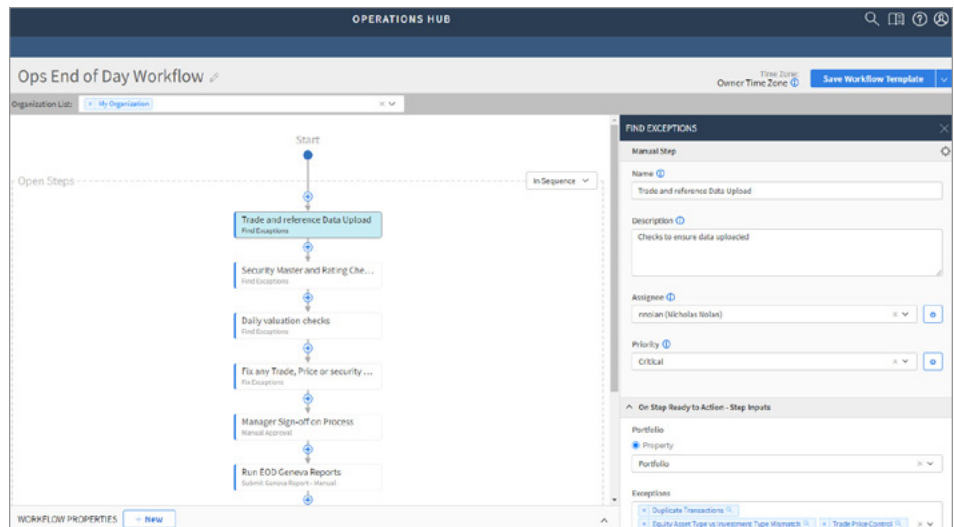 OPERATIONS HUB
Ops End of Day Workflow
Time Zone:
Owner Time Zone
Save Workflow Template
Organization List:
× My Organization
Start
Open Steps
In Sequence
Trade and reference Data Upload
Find Exceptions
Security Master and Rating Che...
Find Exceptions
Daily valuation checks
Find Exceptions
Fix any Trade, Price or security ...
Fix Exceptions
Manager Sign-off on Process
Manual Approval
Run EOD Geneva Reports
Submit Geneva Report - Manual
WORKFLOW PROPERTIES
+ New
FIND EXCEPTIONS
Manual Step
Name
Trade and reference Data Upload
Description
Checks to ensure data uploaded
Assignee
nnolan (Nicholas Nolan)
Priority
Critical
On Step Ready to Action - Step Inputs
Portfolio
Property
Portfolio
Exceptions
× Duplicate Transactions
× Equity Asset Type vs Investment Type Mismatch × Trade Price Control